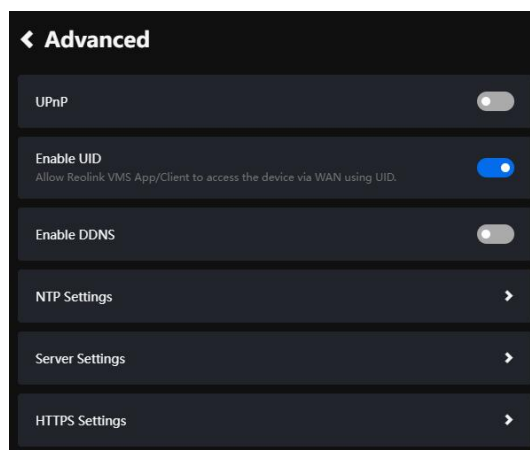 Advanced
UPnP
Enable UID
Allow Reolink VMS App/Client to access the device via WAN using UID.
Enable DDNS
NTP Settings
Server Settings
HTTPS Settings